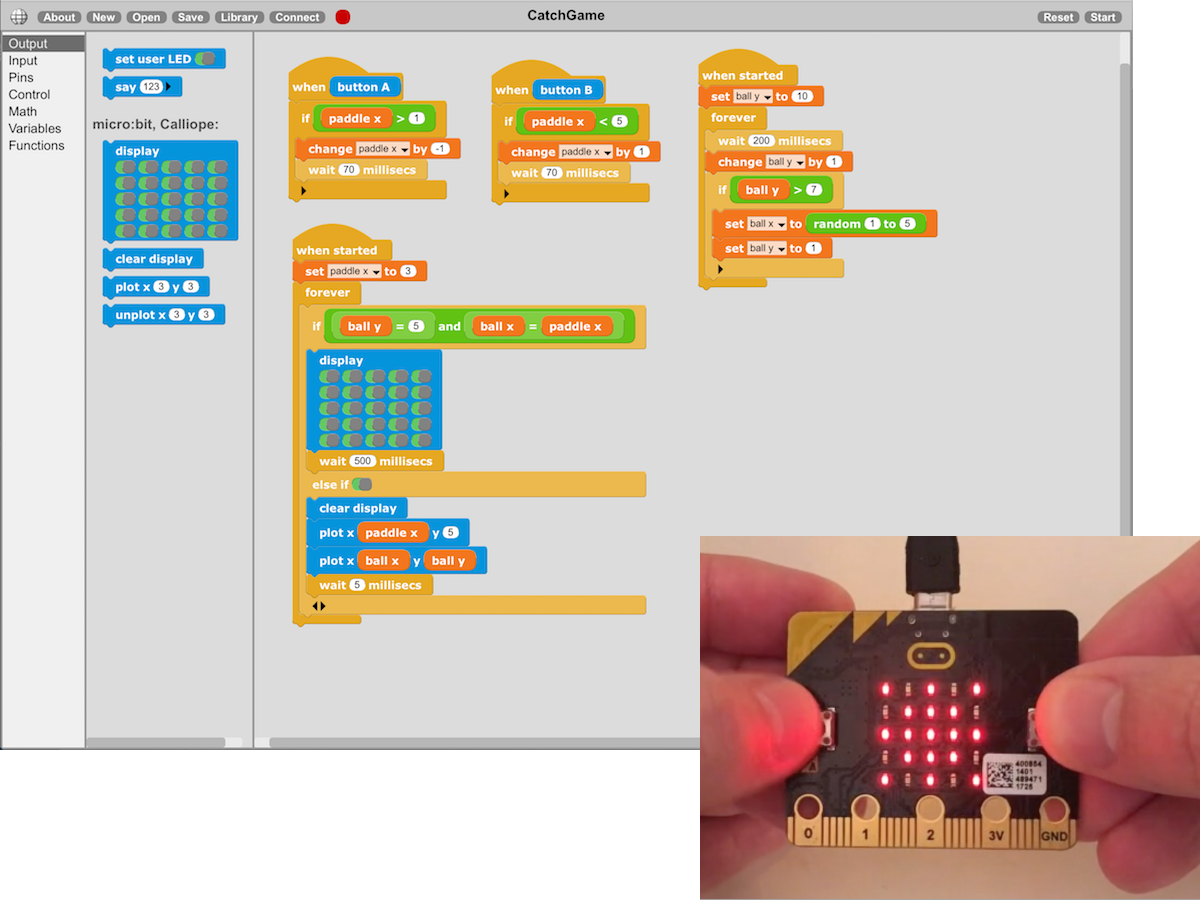 About New Open Save Library Connect CatchGame Reset Start
Output
Input
Pins
Control
Math
Variables
Functions
set user LED
say 123
micro:bit, Calliope:
display
clear display
plot x 3 y 3
unplot x 3 y 3
when button A
if paddle x > 1
change paddle x by -1
wait 70 millisecs
when button B
if paddle x < 5
change paddle x by 1
wait 70 millisecs
when started
set ball y to 10
forever
wait 200 millisecs
change ball y by 1
if ball y > 7
set ball x to random 1 to 5
set ball y to 1
when started
set paddle x to 3
forever
if ball y = 5 and ball x = paddle x
display
wait 500 millisecs
else if
clear display
plot x paddle x y 5
plot x ball x y ball y
wait 5 millisecs
A
400864
1401
489471
1728
0 1 2 3V GND